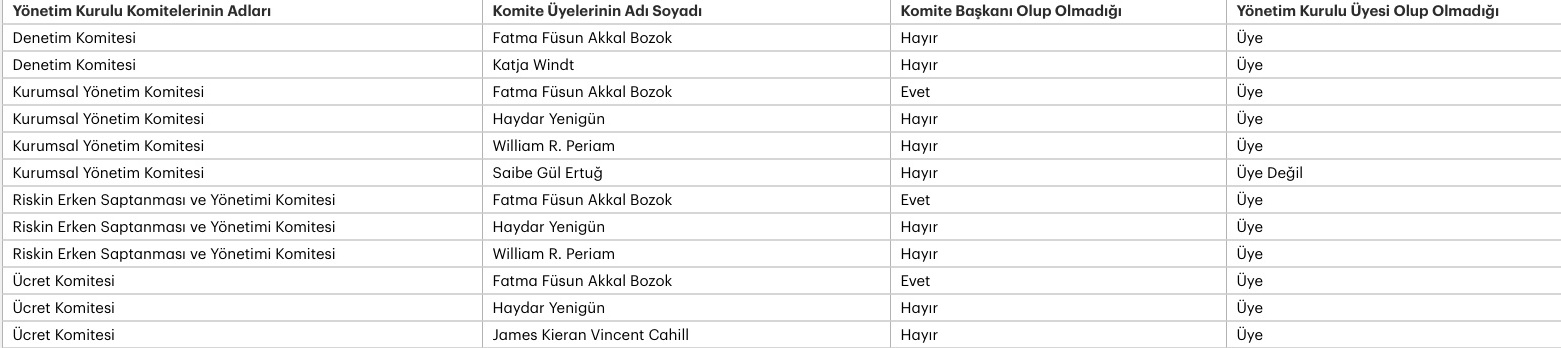 Yönetim Kurulu Komitelerinin Adları Komite Üyelerinin Adı Soyadı Komite Başkanı Olup Olmadığı Yönetim Kurulu Üyesi Olup Olmadığı
Denetim Komitesi Fatma Füsun Akkal Bozok Hayır Üye
Denetim Komitesi Katja Windt Hayır Üye
Kurumsal Yönetim Komitesi Fatma Füsun Akkal Bozok Evet Üye
Kurumsal Yönetim Komitesi Haydar Yenigün Hayır Üye
Kurumsal Yönetim Komitesi William R. Periam Hayır Üye
Kurumsal Yönetim Komitesi Saibe Gül Ertuğ Hayır Üye Değil
Riskin Erken Saptanması ve Yönetimi Komitesi Fatma Füsun Akkal Bozok Evet Üye
Riskin Erken Saptanması ve Yönetimi Komitesi Haydar Yenigün Hayır Üye
Riskin Erken Saptanması ve Yönetimi Komitesi William R. Periam Hayır Üye
Ücret Komitesi Fatma Füsun Akkal Bozok Evet Üye
Ücret Komitesi Haydar Yenigün Hayır Üye
Ücret Komitesi James Kieran Vincent Cahill Hayır Üye